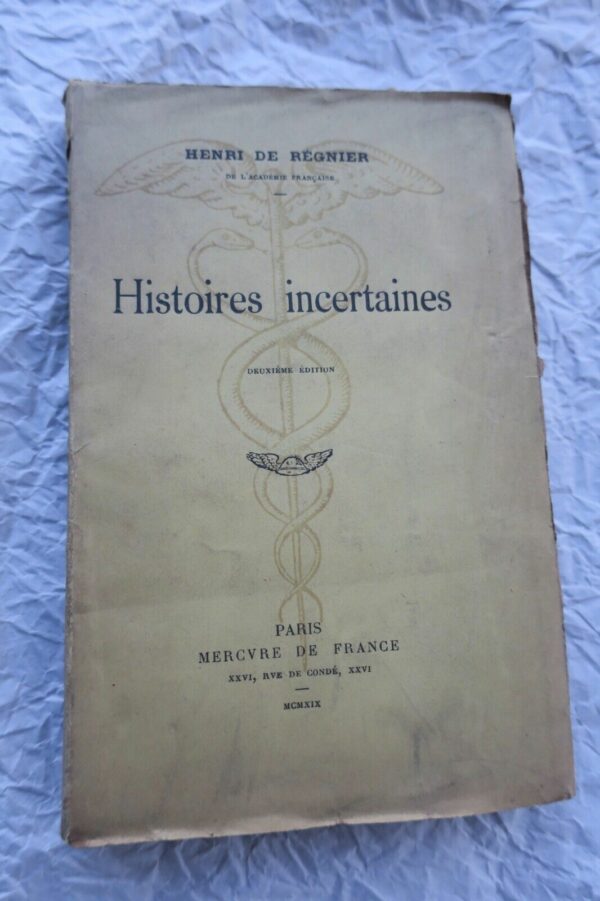 HENRI DE RÉGNIER
DE L'ACADÉMIE FRANÇAISE
Histoires incertaines
DEUXIÈME ÉDITION
PARIS
MERCVRE DE FRANCE
XXVI, RVE DE CONDÉ, XXVI
MCMXIX